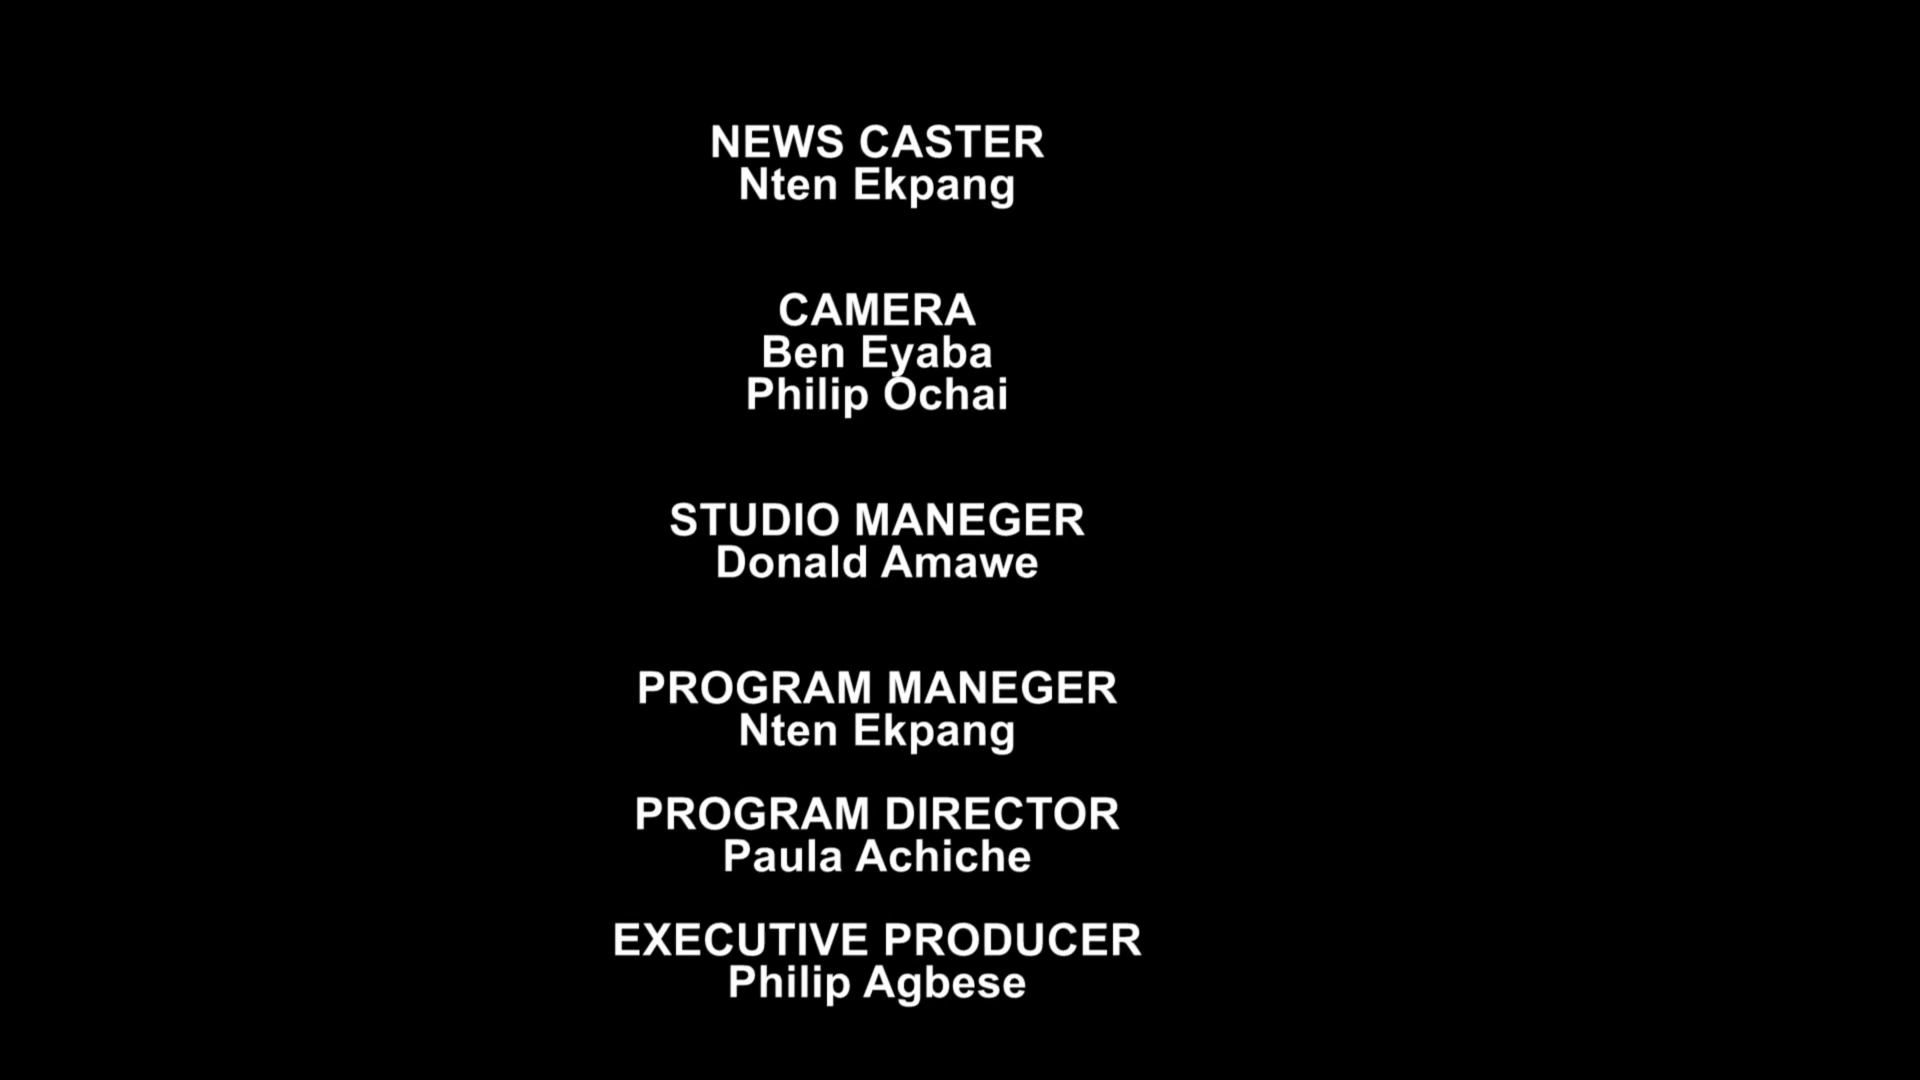 NEWS CASTER
Nten Ekpang
CAMERA
Ben Eyaba
Philip Ochai
STUDIO MANEGER
Donald Amawe
PROGRAM MANEGER
Nten Ekpang
PROGRAM DIRECTOR
Paula Achiche
EXECUTIVE PRODUCER
Philip Agbese